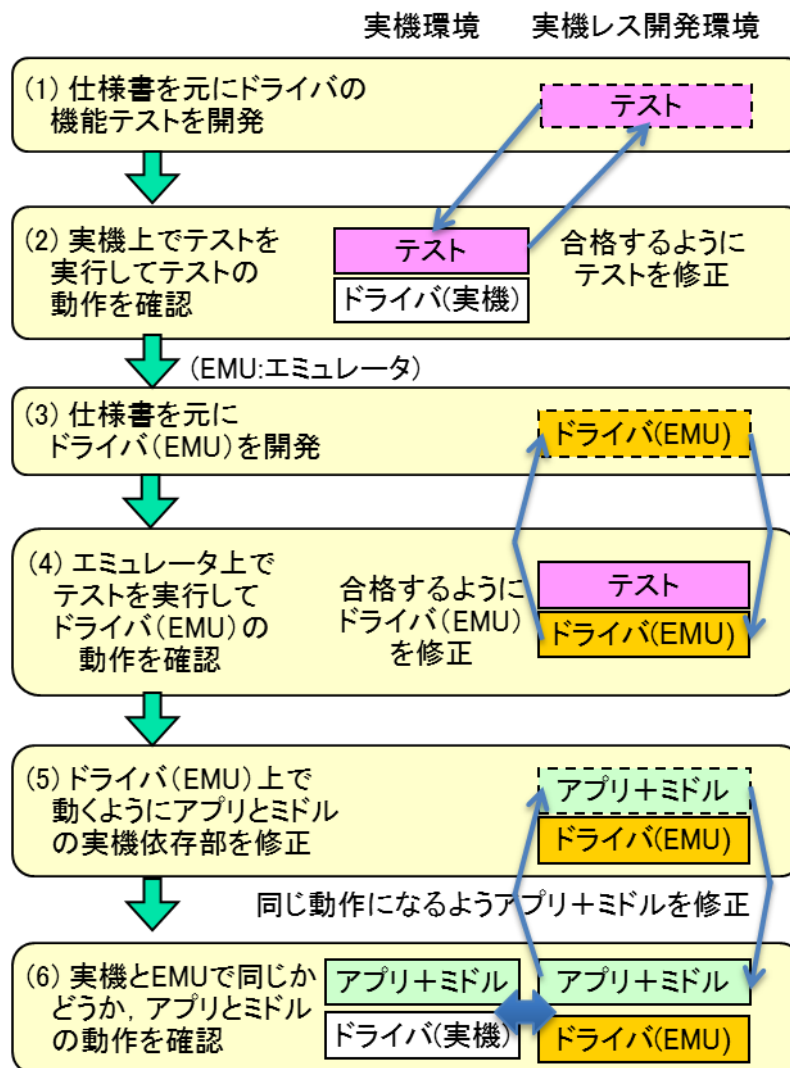 実機環境 実機レス開発環境
(1) 仕様書を元にドライバの
機能テストを開発
テスト
(2) 実機上でテストを
実行してテストの
動作を確認
テスト
ドライバ(実機)
合格するように
テストを修正
(EMU:エミュレータ)
(3) 仕様書を元に
ドライバ(EMU)を開発
ドライバ(EMU)
(4) エミュレータ上で
テストを実行して
ドライバ(EMU)の
動作を確認
合格するように
ドライバ(EMU)
を修正
テスト
ドライバ(EMU)
(5) ドライバ(EMU)上で
動くようにアプリとミドル
の実機依存部を修正
アプリ+ミドル
ドライバ(EMU)
同じ動作になるようアプリ+ミドルを修正
(6) 実機とEMUで同じか
どうか, アプリとミドル
の動作を確認
アプリ+ミドル
ドライバ(実機)
アプリ+ミドル
ドライバ(EMU)